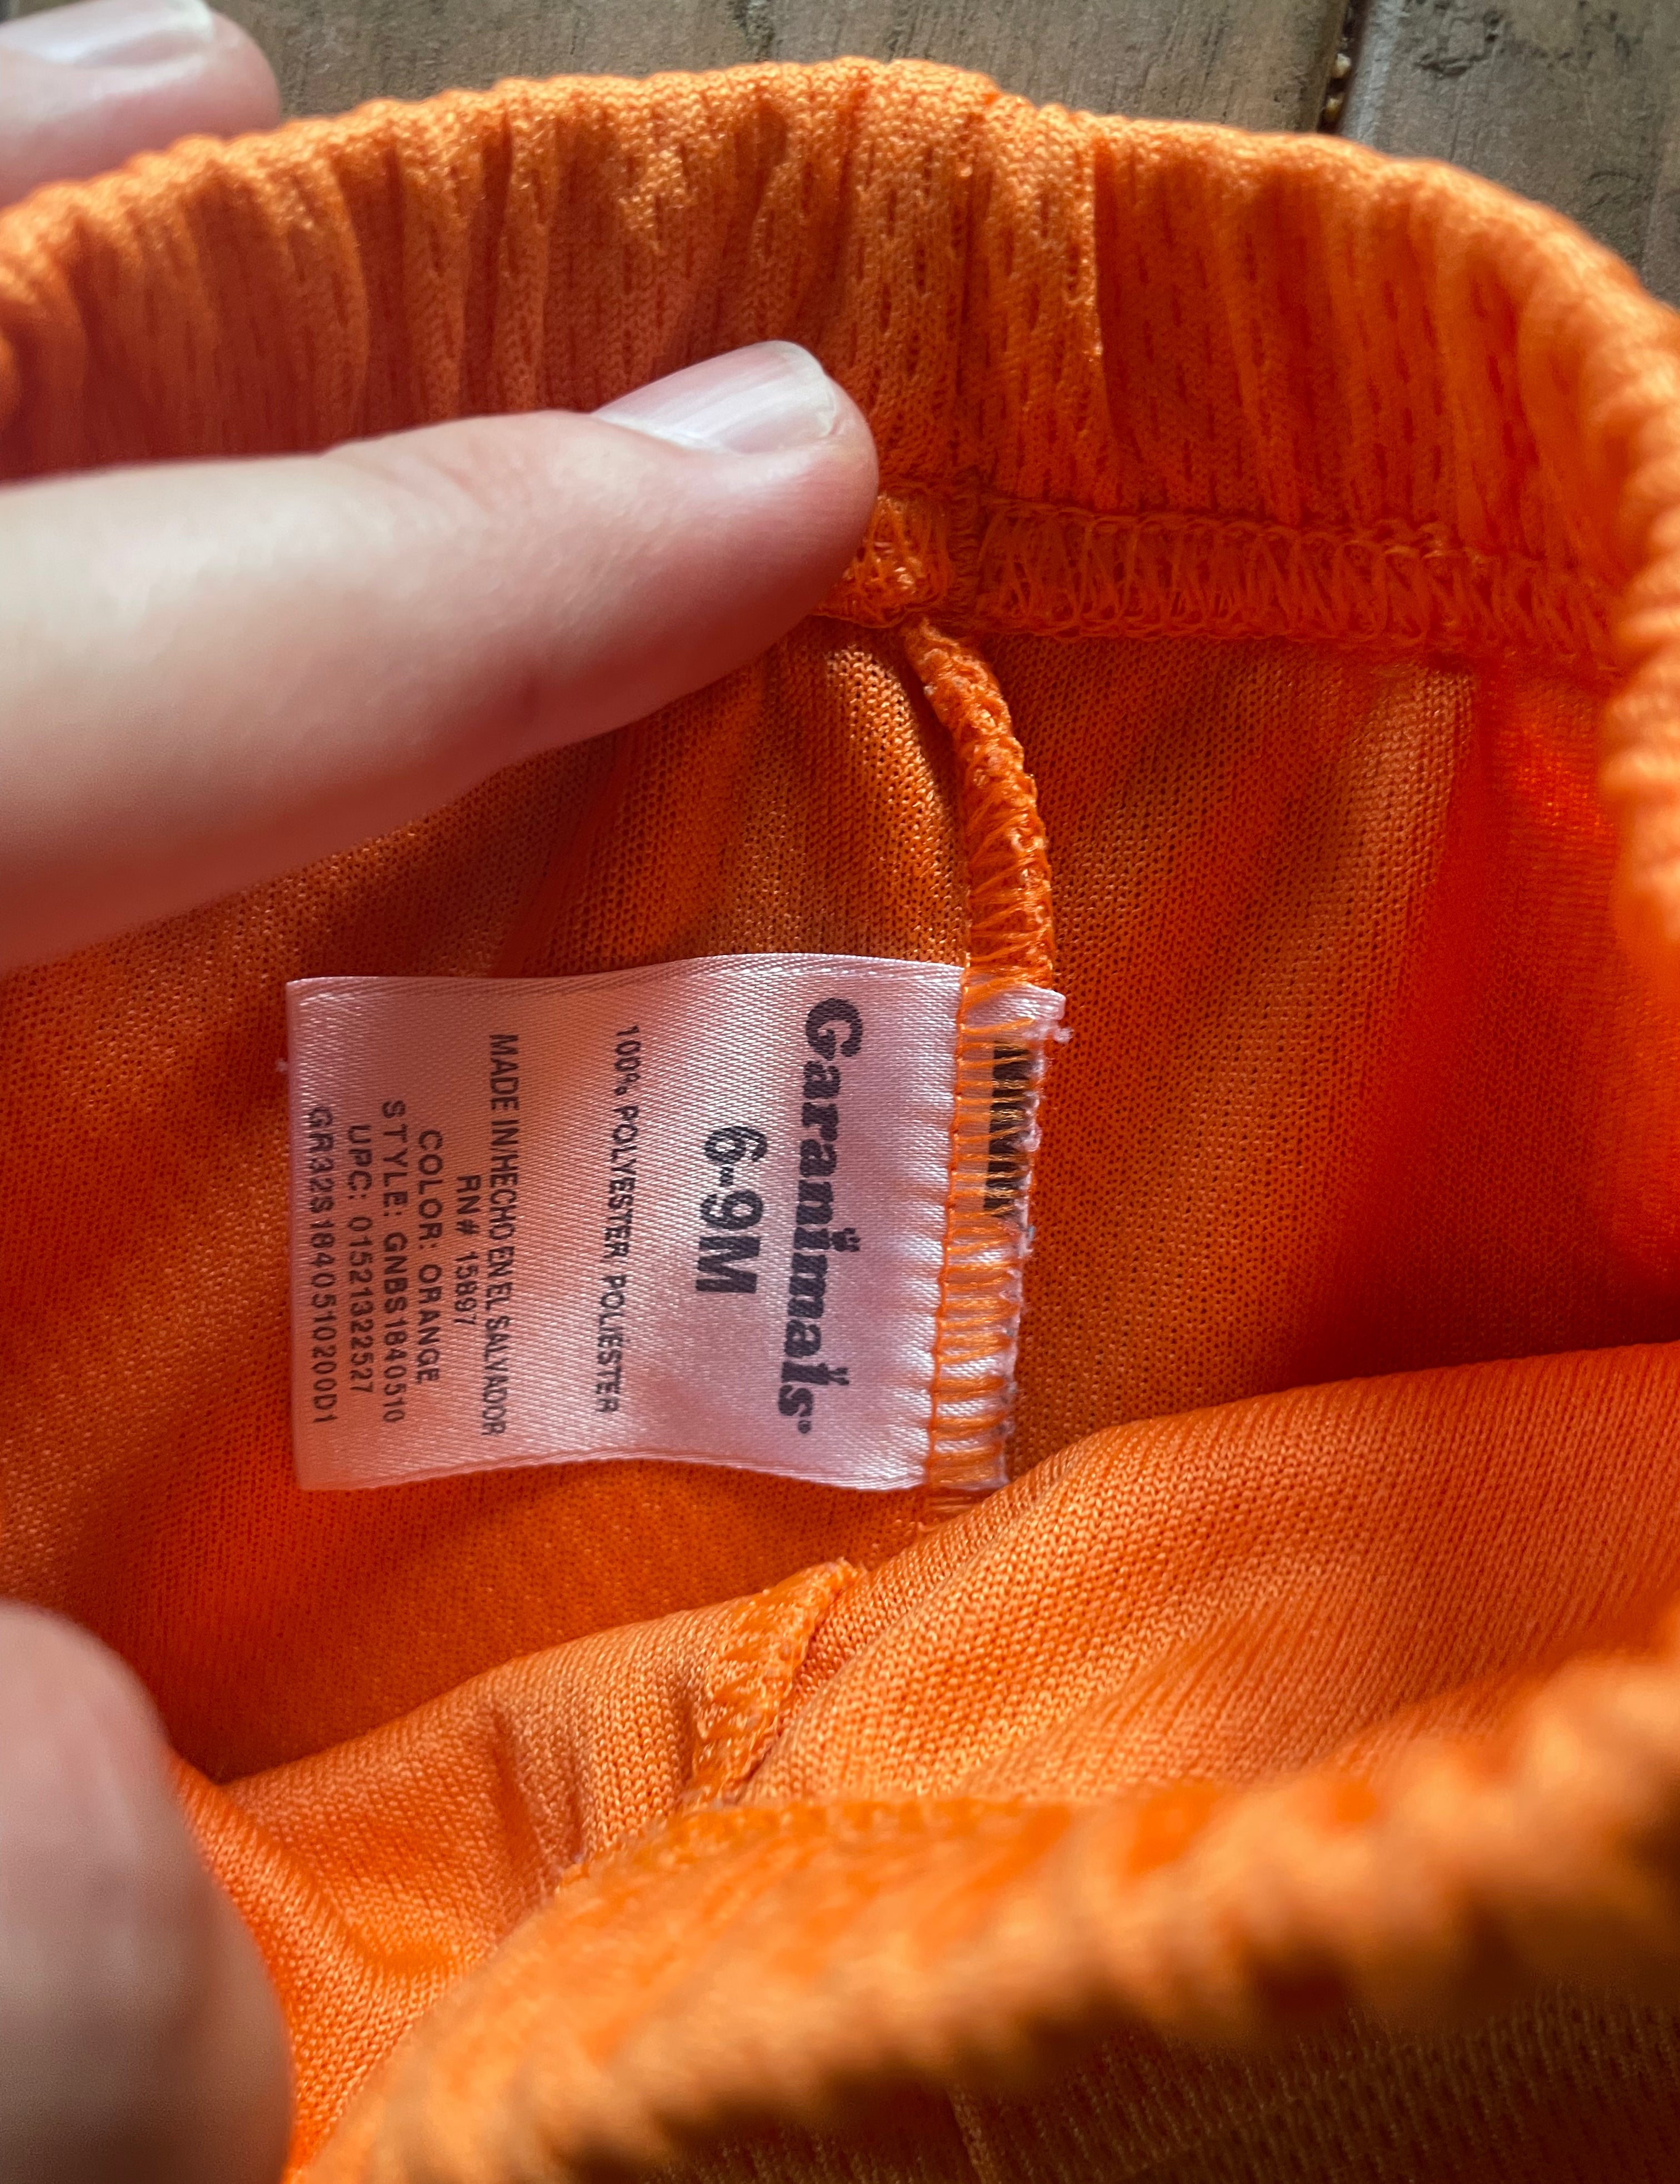 Garanimals
6-9M
100% POLYESTER POLIESTER
MADE IN/HECHO EN EL SALVADOR
RN# 15897
COLOR: ORANGE
STYLE: GNBS1840510
UPC: 01521322527
GR32S1840510200D1